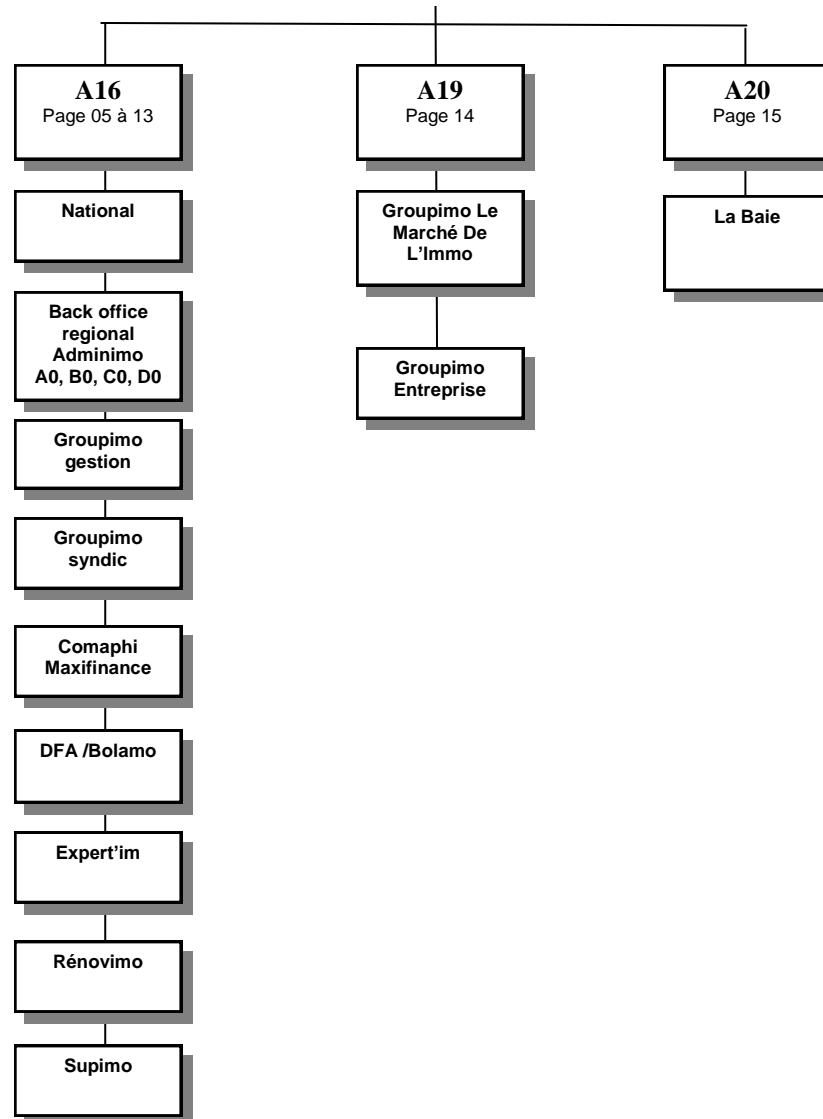 A16
Page 05 à 13
National
Back office
regional
Adminimo
A0, B0, C0, D0
Groupimo
gestion
Groupimo
syndic
Comaphi
Maxifinance
DFA /Bolamo
Expert’im
Rénovimo
Supimo
A19
Page 14
Groupimo Le
Marché De
L’Immo
Groupimo
Entreprise
A20
Page 15
La Baie